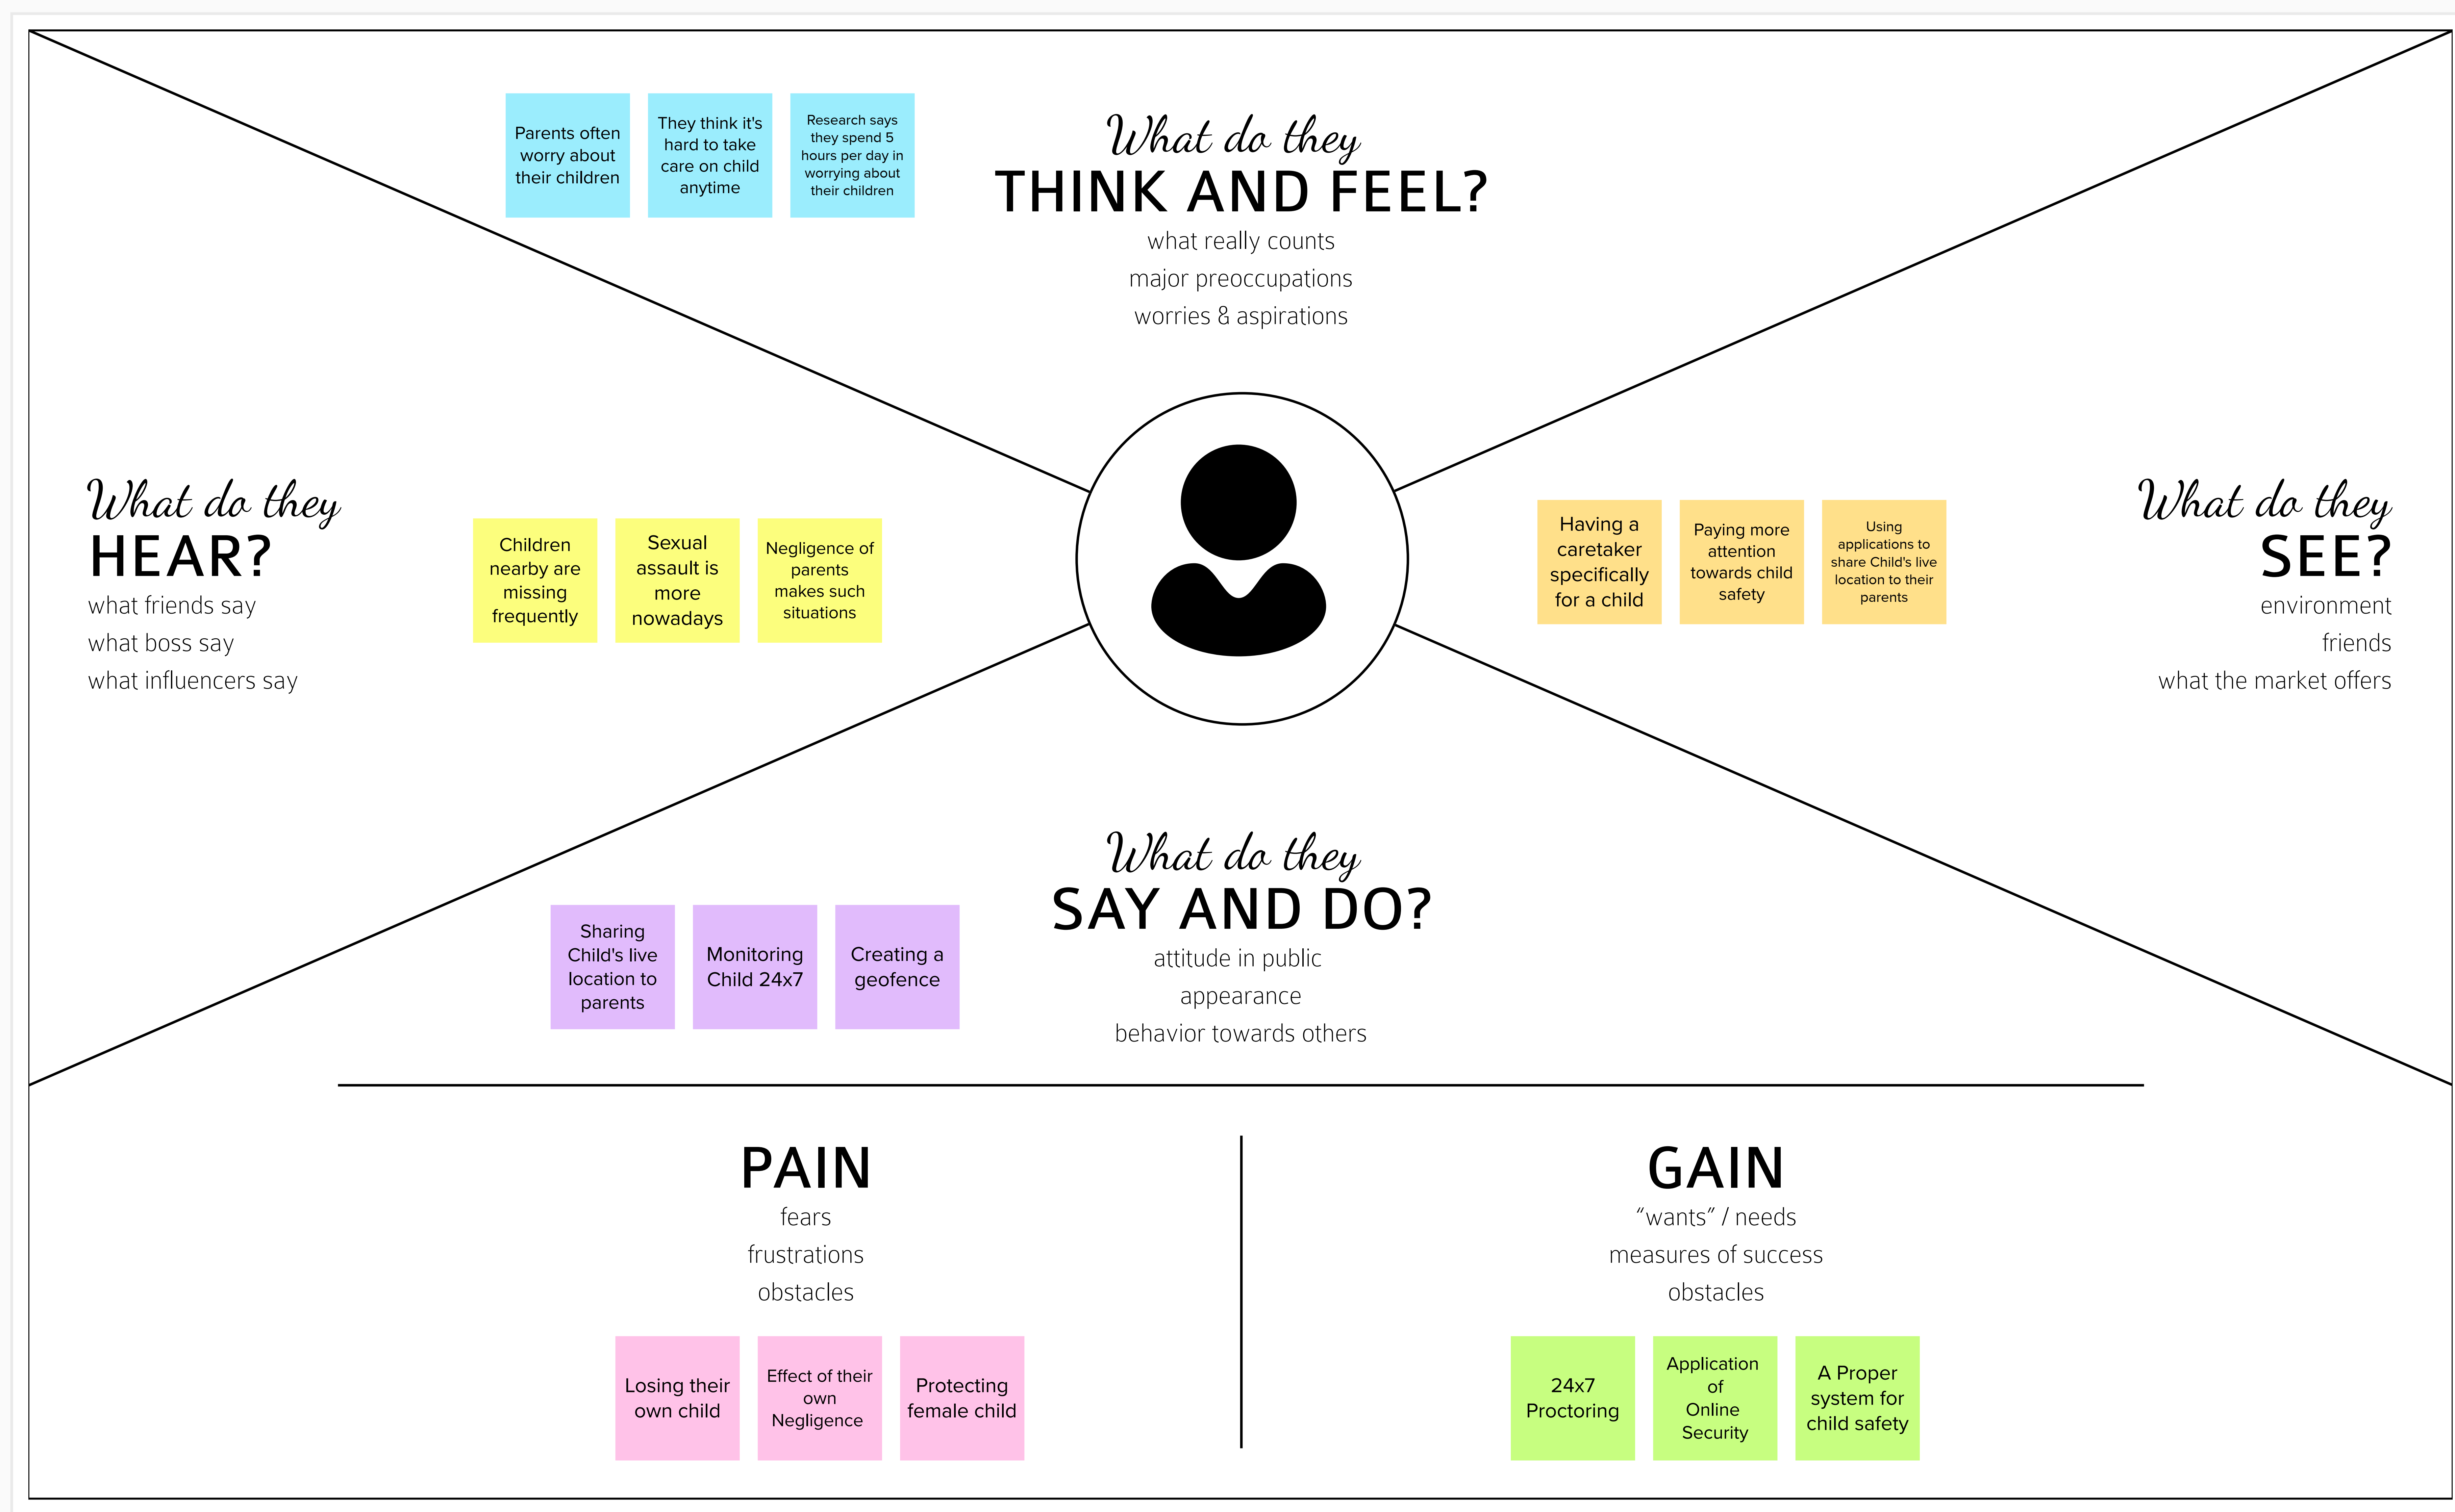 Parents often
worry about
their children
They think it's
hard to take
care on child
anytime
Research says
they spend 5
hours per day in
worrying about
their children
What do they
THINK AND FEEL?
what really counts
major preoccupations
worries & aspirations
What do they
HEAR?
what friends say
what boss say
what influencers say
Children
nearby are
missing
frequently
Sexual
assault is
more
nowadays
Negligence of
parents
makes such
situations
Having a
caretaker
specifically
for a child
Paying more
attention
towards child
safety
Using
applications to
share Child's live
location to their
parents
What do they
SEE?
environment
friends
what the market offers
What do they
SAY AND DO?
attitude in public
appearance
behavior towards others
Sharing
Child's live
location to
parents
Monitoring
Child 24x7
Creating a
geofence
PAIN
fears
frustrations
obstacles
Losing their
own child
Effect of their
own
Negligence
Protecting
female child
GAIN
“wants” / needs
measures of success
obstacles
24x7
Proctoring
Application
of
Online
Security
A Proper
system for
child safety